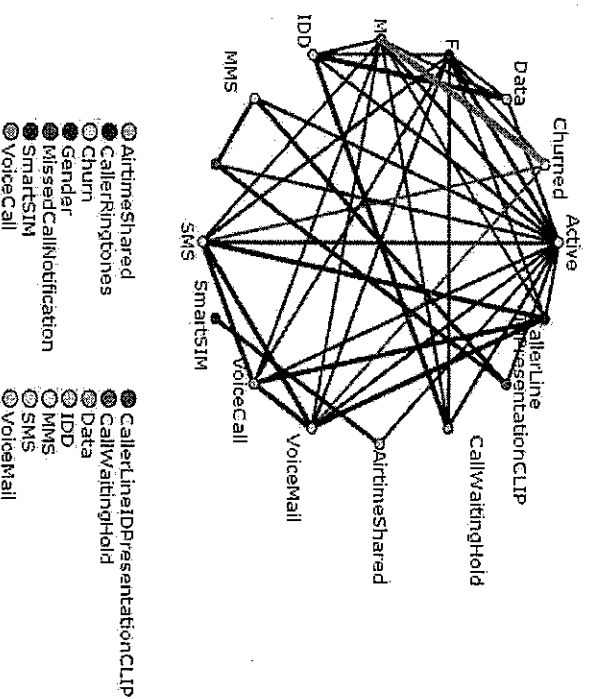 Active
Churned
Data
F
M
IDD
MMS
SMS
SmartSIM
VoiceCall
VoiceMail
AirtimeShared
CallWaitingHold
CallerLine
IDPresentationCLIP
AirtimeShared
CallerRingtones
Churn
Gender
MissedCallNotification
SmartSIM
VoiceCall
CallerLineIDPresentationCLIP
CallWaitingHold
Data
IDD
MMS
SMS
VoiceMail